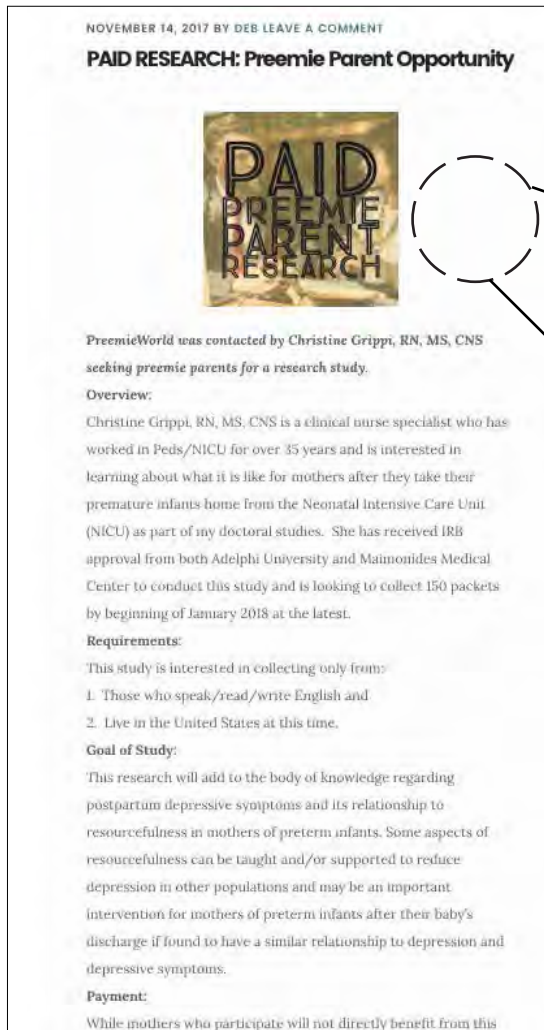 NOVEMBER 14, 2017 BY DEB LEAVE A COMMENT
PAID RESEARCH: Preemie Parent Opportunity
PAID
PREEMIE
PARENT
RESEARCH
PreemieWorld was contacted by Christine Grippi, RN, MS, CNS
seeking preemie parents for a research study.
Overview:
Christine Grippi, RN, MS, CNS is a clinical nurse specialist who has
worked in Peds/NICU for over 35 years and is interested in
learning about what it is like for mothers after they take their
premature infants home from the Neonatal Intensive Care Unit
(NICU) as part of my doctoral studies. She has received IRB
approval from both Adelphi University and Maimonides Medical
Center to conduct this study and is looking to collect 150 packets
by beginning of January 2018 at the latest.
Requirements:
This study is interested in collecting only from:
1. Those who speak/read/write English and
2. Live in the United States at this time.
Goal of Study:
This research will add to the body of knowledge regarding
postpartum depressive symptoms and its relationship to
resourcefulness in mothers of preterm infants. Some aspects of
resourcefulness can be taught and/or supported to reduce
depression in other populations and may be an important
intervention for mothers of preterm infants after their baby's
discharge if found to have a similar relationship to depression and
depressive symptoms.
Payment:
While mothers who participate will not directly benefit from this